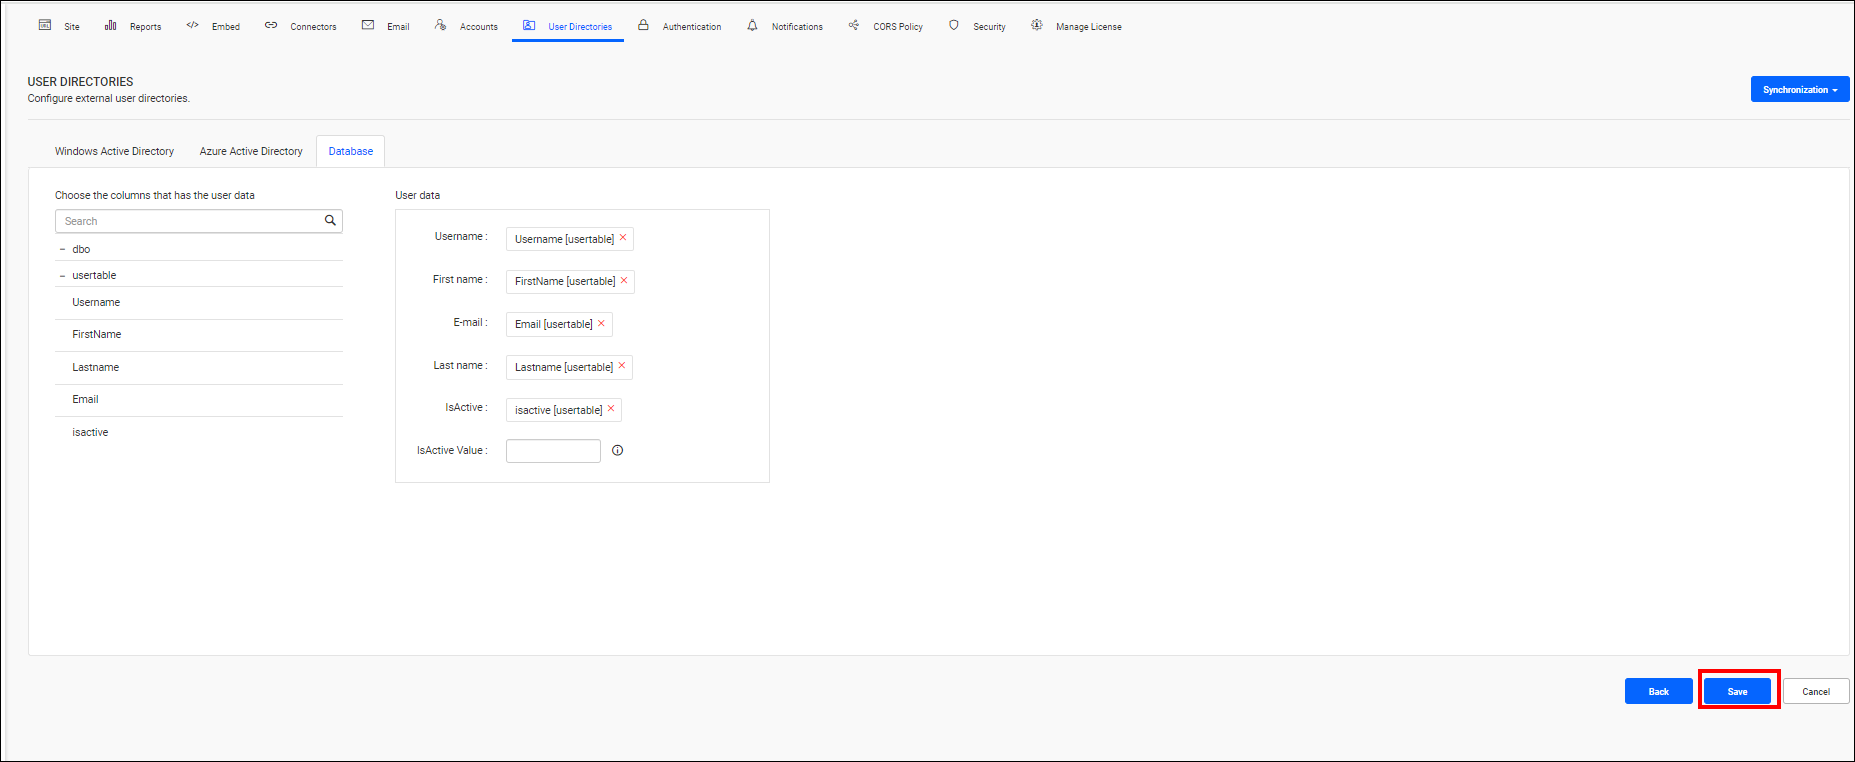 Site Reports Embed Connectors Email Accounts User Directories Authentication Notifications CORS Policy Security Manage License
USER DIRECTORIES
Configure external user directories.
Synchronization
Windows Active Directory Azure Active Directory Database
Choose the columns that has the user data
Search
dbo
usertable
Username
FirstName
Lastname
Email
isactive
User data
Username : Username [usertable]
First name : FirstName [usertable]
E-mail : Email [usertable]
Last name : Lastname [usertable]
IsActive : isactive [usertable]
IsActive Value :
Back Save Cancel